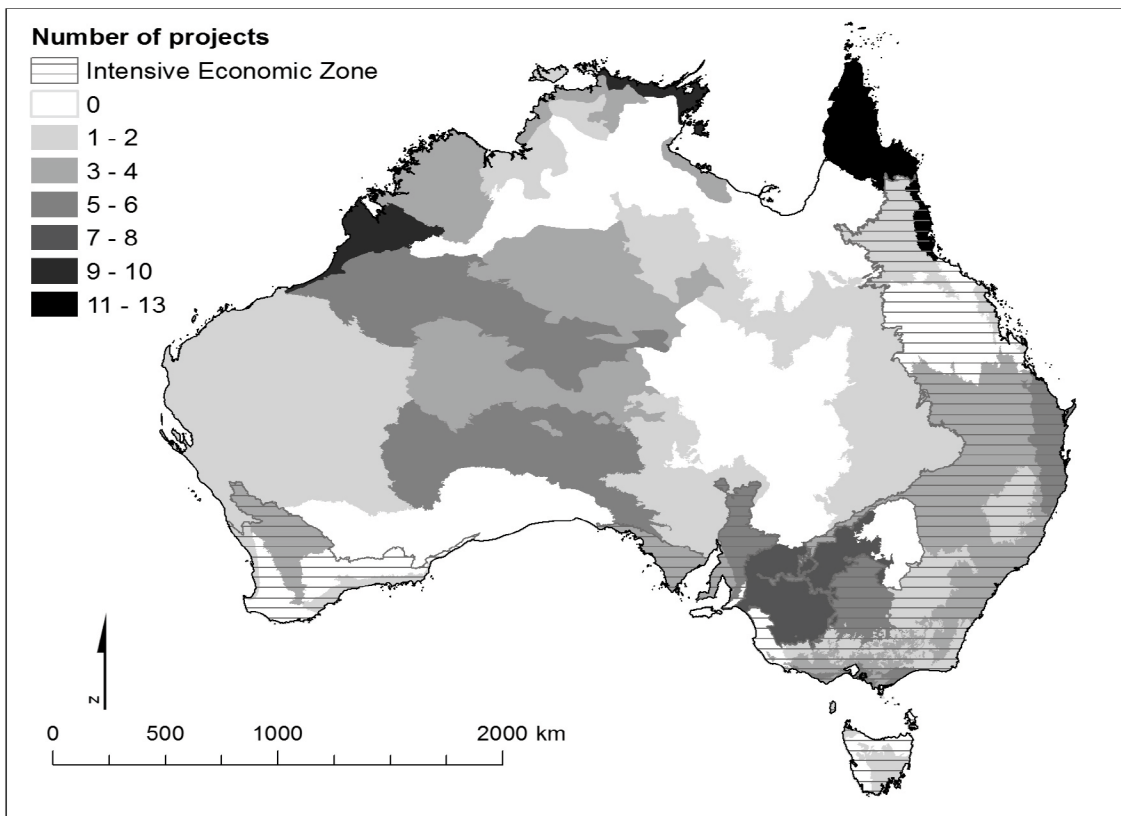 Number of projects
Intensive Economic Zone
0
1 - 2
3 - 4
5 - 6
7 - 8
9 - 10
11 - 13
N
0 500 1000 2000 km